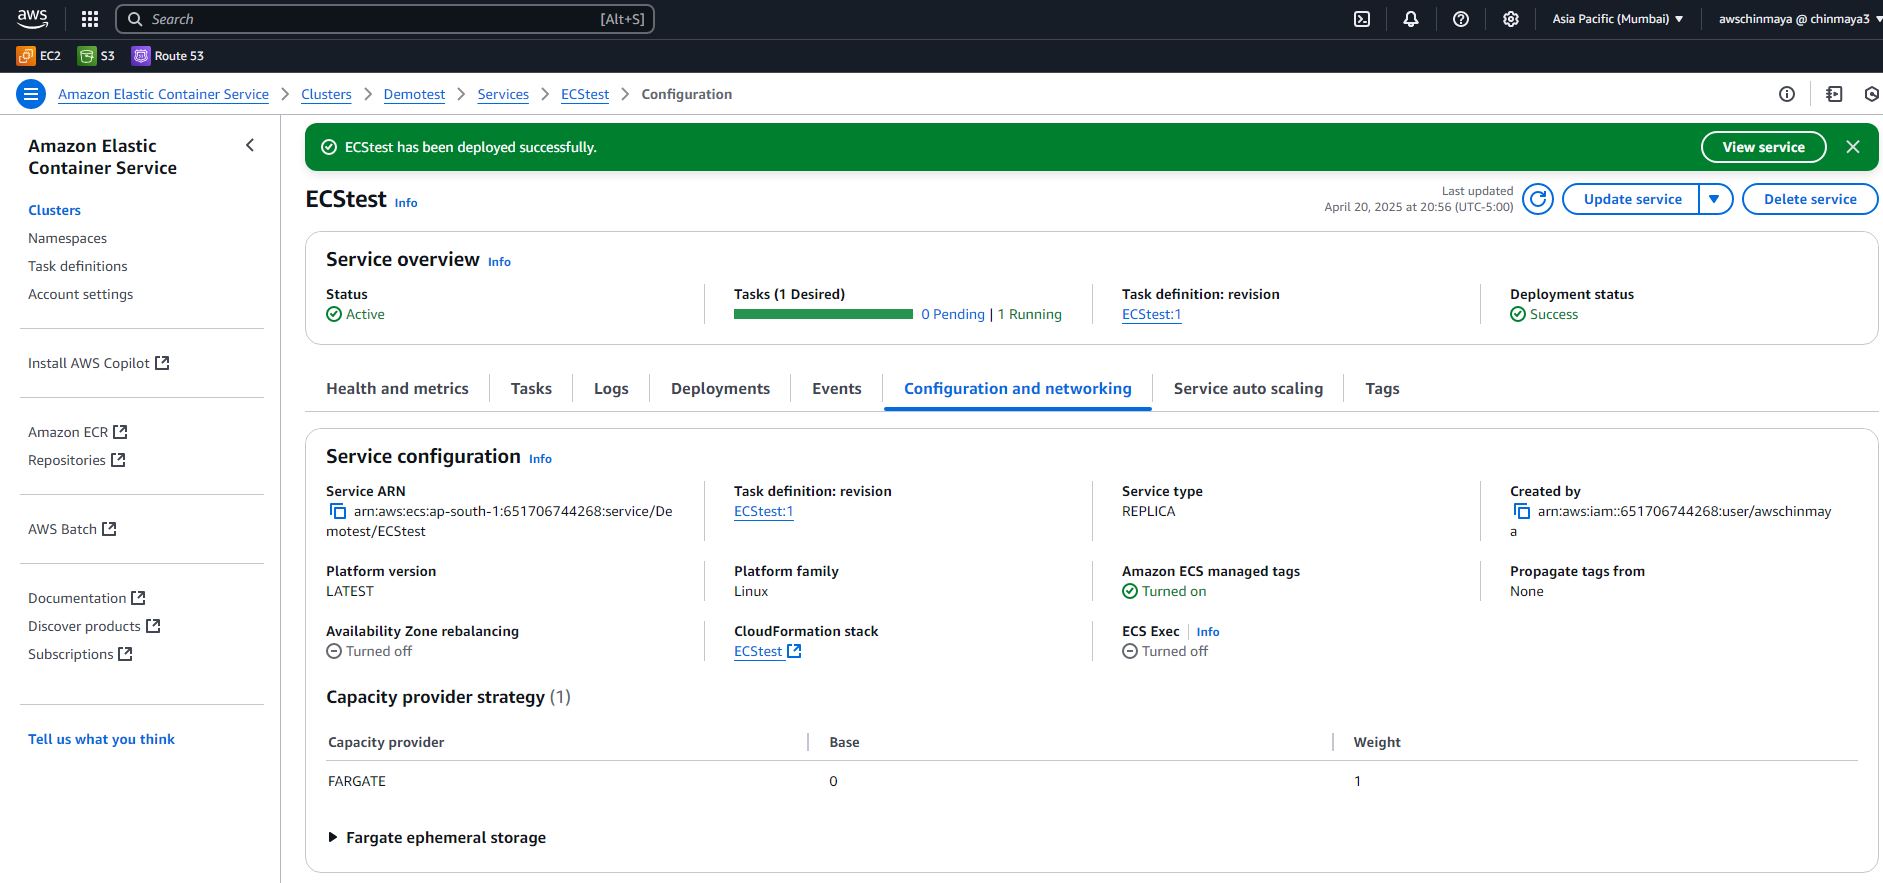 aws
Search [Alt+S]
Asia Pacific (Mumbai)
awschinmaya @ chinmaya3
EC2
S3
Route 53
Amazon Elastic Container Service
Clusters
Demotest
Services
ECStest
Configuration
Amazon Elastic
Container Service
Clusters
Namespaces
Task definitions
Account settings
Install AWS Copilot
Amazon ECR
Repositories
AWS Batch
Documentation
Discover products
Subscriptions
Tell us what you think
ECStest has been deployed successfully.
View service
ECStest Info
Last updated
April 20, 2025 at 20:56 (UTC-5:00)
Update service
Delete service
Service overview Info
Status
Active
Tasks (1 Desired)
0 Pending | 1 Running
Task definition: revision
ECStest:1
Deployment status
Success
Health and metrics
Tasks
Logs
Deployments
Events
Configuration and networking
Service auto scaling
Tags
Service configuration Info
Service ARN
arn:aws:ecs:ap-south-1:651706744268:service/De
motest/ECStest
Task definition: revision
ECStest:1
Service type
REPLICA
Created by
arn:aws:iam::651706744268:user/awschinmay
a
Platform version
LATEST
Platform family
Linux
Amazon ECS managed tags
Turned on
Propagate tags from
None
Availability Zone rebalancing
Turned off
CloudFormation stack
ECStest
ECS Exec Info
Turned off
Capacity provider strategy (1)
Capacity provider Base Weight
FARGATE 0 1
Fargate ephemeral storage